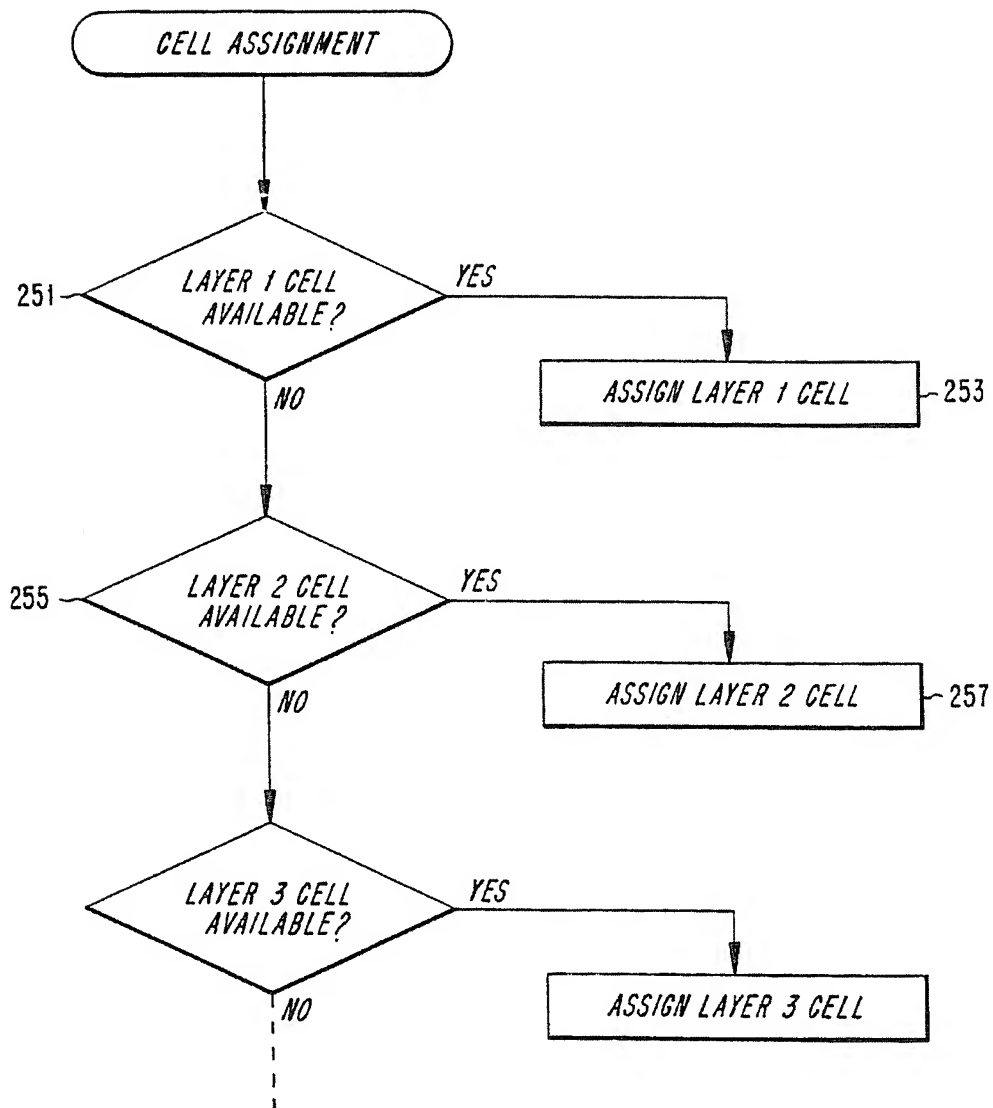 CELL ASSIGNMENT
LAYER 1 CELL
AVAILABLE?
251
YES
NO
ASSIGN LAYER 1 CELL
253
LAYER 2 CELL
AVAILABLE?
255
YES
NO
ASSIGN LAYER 2 CELL
257
LAYER 3 CELL
AVAILABLE?
YES
NO
ASSIGN LAYER 3 CELL